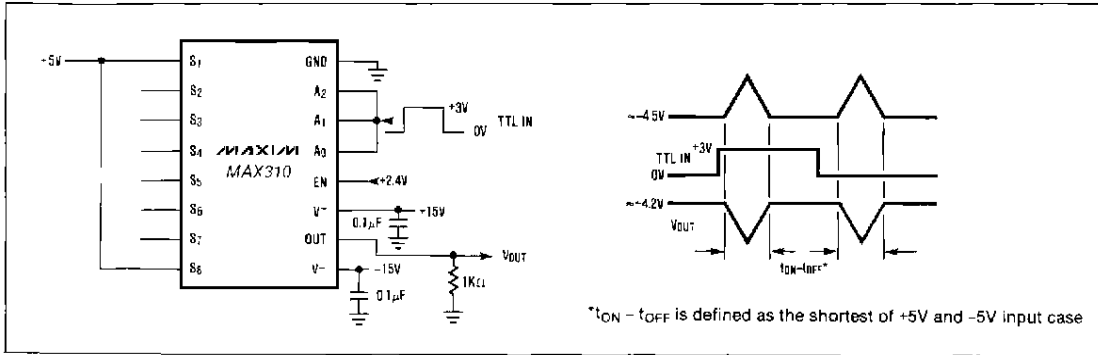 +5V
S1
S2
S3
S4
S5
S6
S7
S8
MAXIM
MAX310
GND
A2
A1
A0
EN
V+
OUT
V−
+3V
0V
TTL IN
+2.4V
+15V
0.1µF
VOUT
−15V
0.1µF
1KΩ
≈−4.5V
TTL IN
+3V
0V
≈−4.2V
VOUT
tON−tOFF*
*tON – tOFF is defined as the shortest of +5V and −5V input case